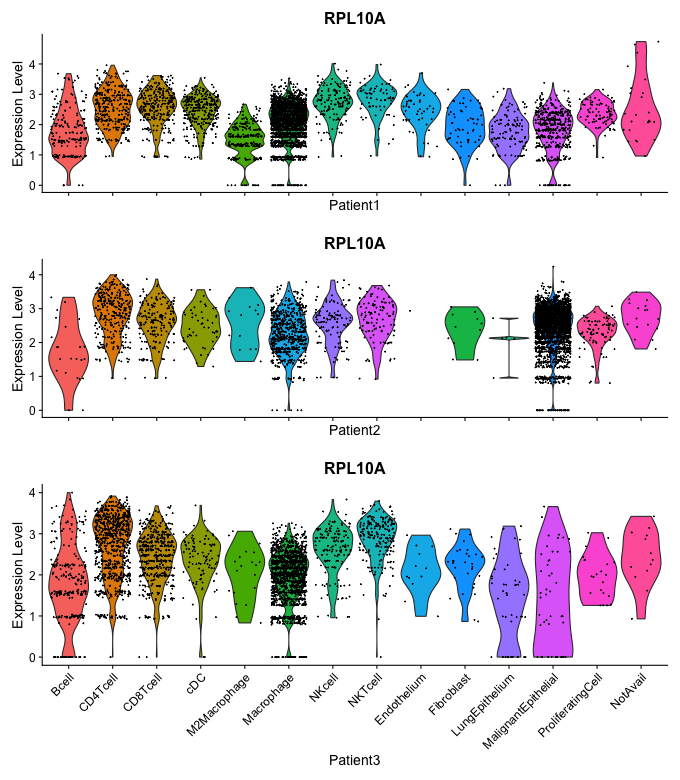 RPL10A
Expression Level
4
3
2
1
0
Patient1
RPL10A
Expression Level
4
3
2
1
0
Patient2
RPL10A
Expression Level
4
3
2
1
0
Bcell
CD4Tcell
CD8Tcell
cDC
M2Macrophage
Macrophage
NKcell
NKTcell
Endothelium
Fibroblast
LungEpithelium
MalignantEpithelial
ProliferatingCell
NotAvail
Patient3